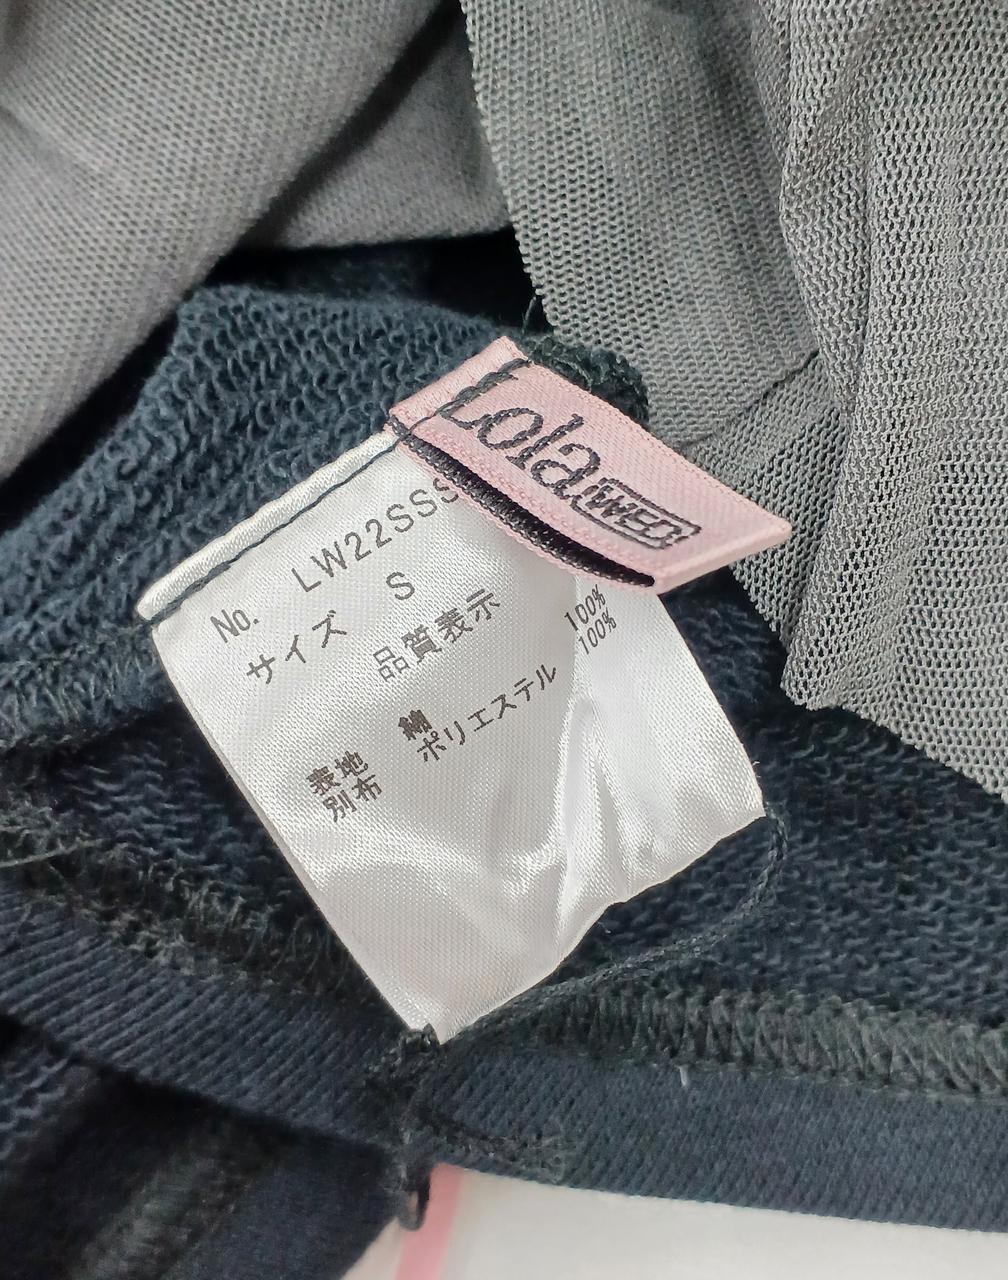 Lola
No. LW22SSS
サイズ S
品質表示
表地 綿 100%
別布 ポリエステル 100%